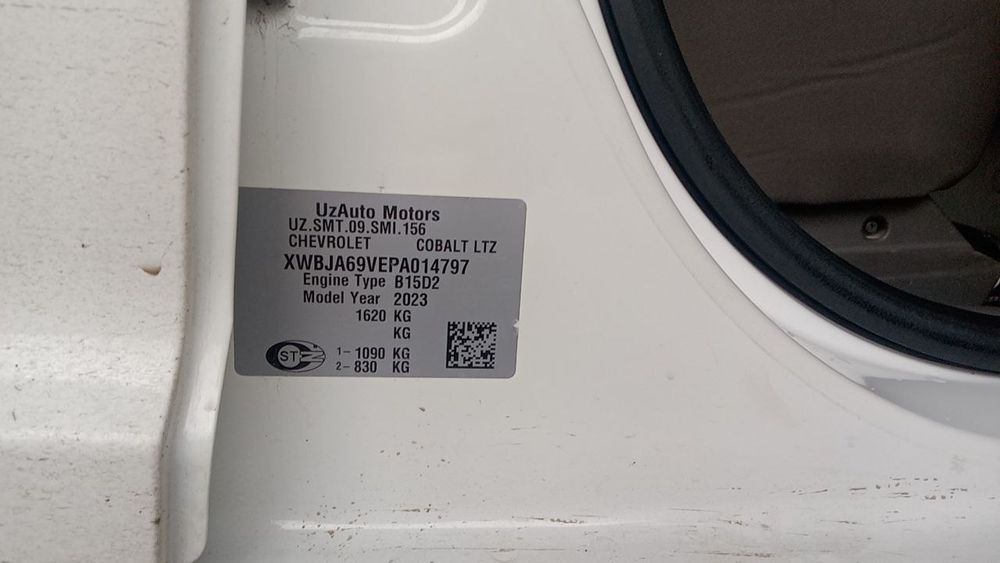 UzAuto Motors
UZ.SMT.09.SMI.156
CHEVROLET COBALT LTZ
XWBJA69VEPA014797
Engine Type B15D2
Model Year 2023
1620 KG
KG
1- 1090 KG
2- 830 KG
ST